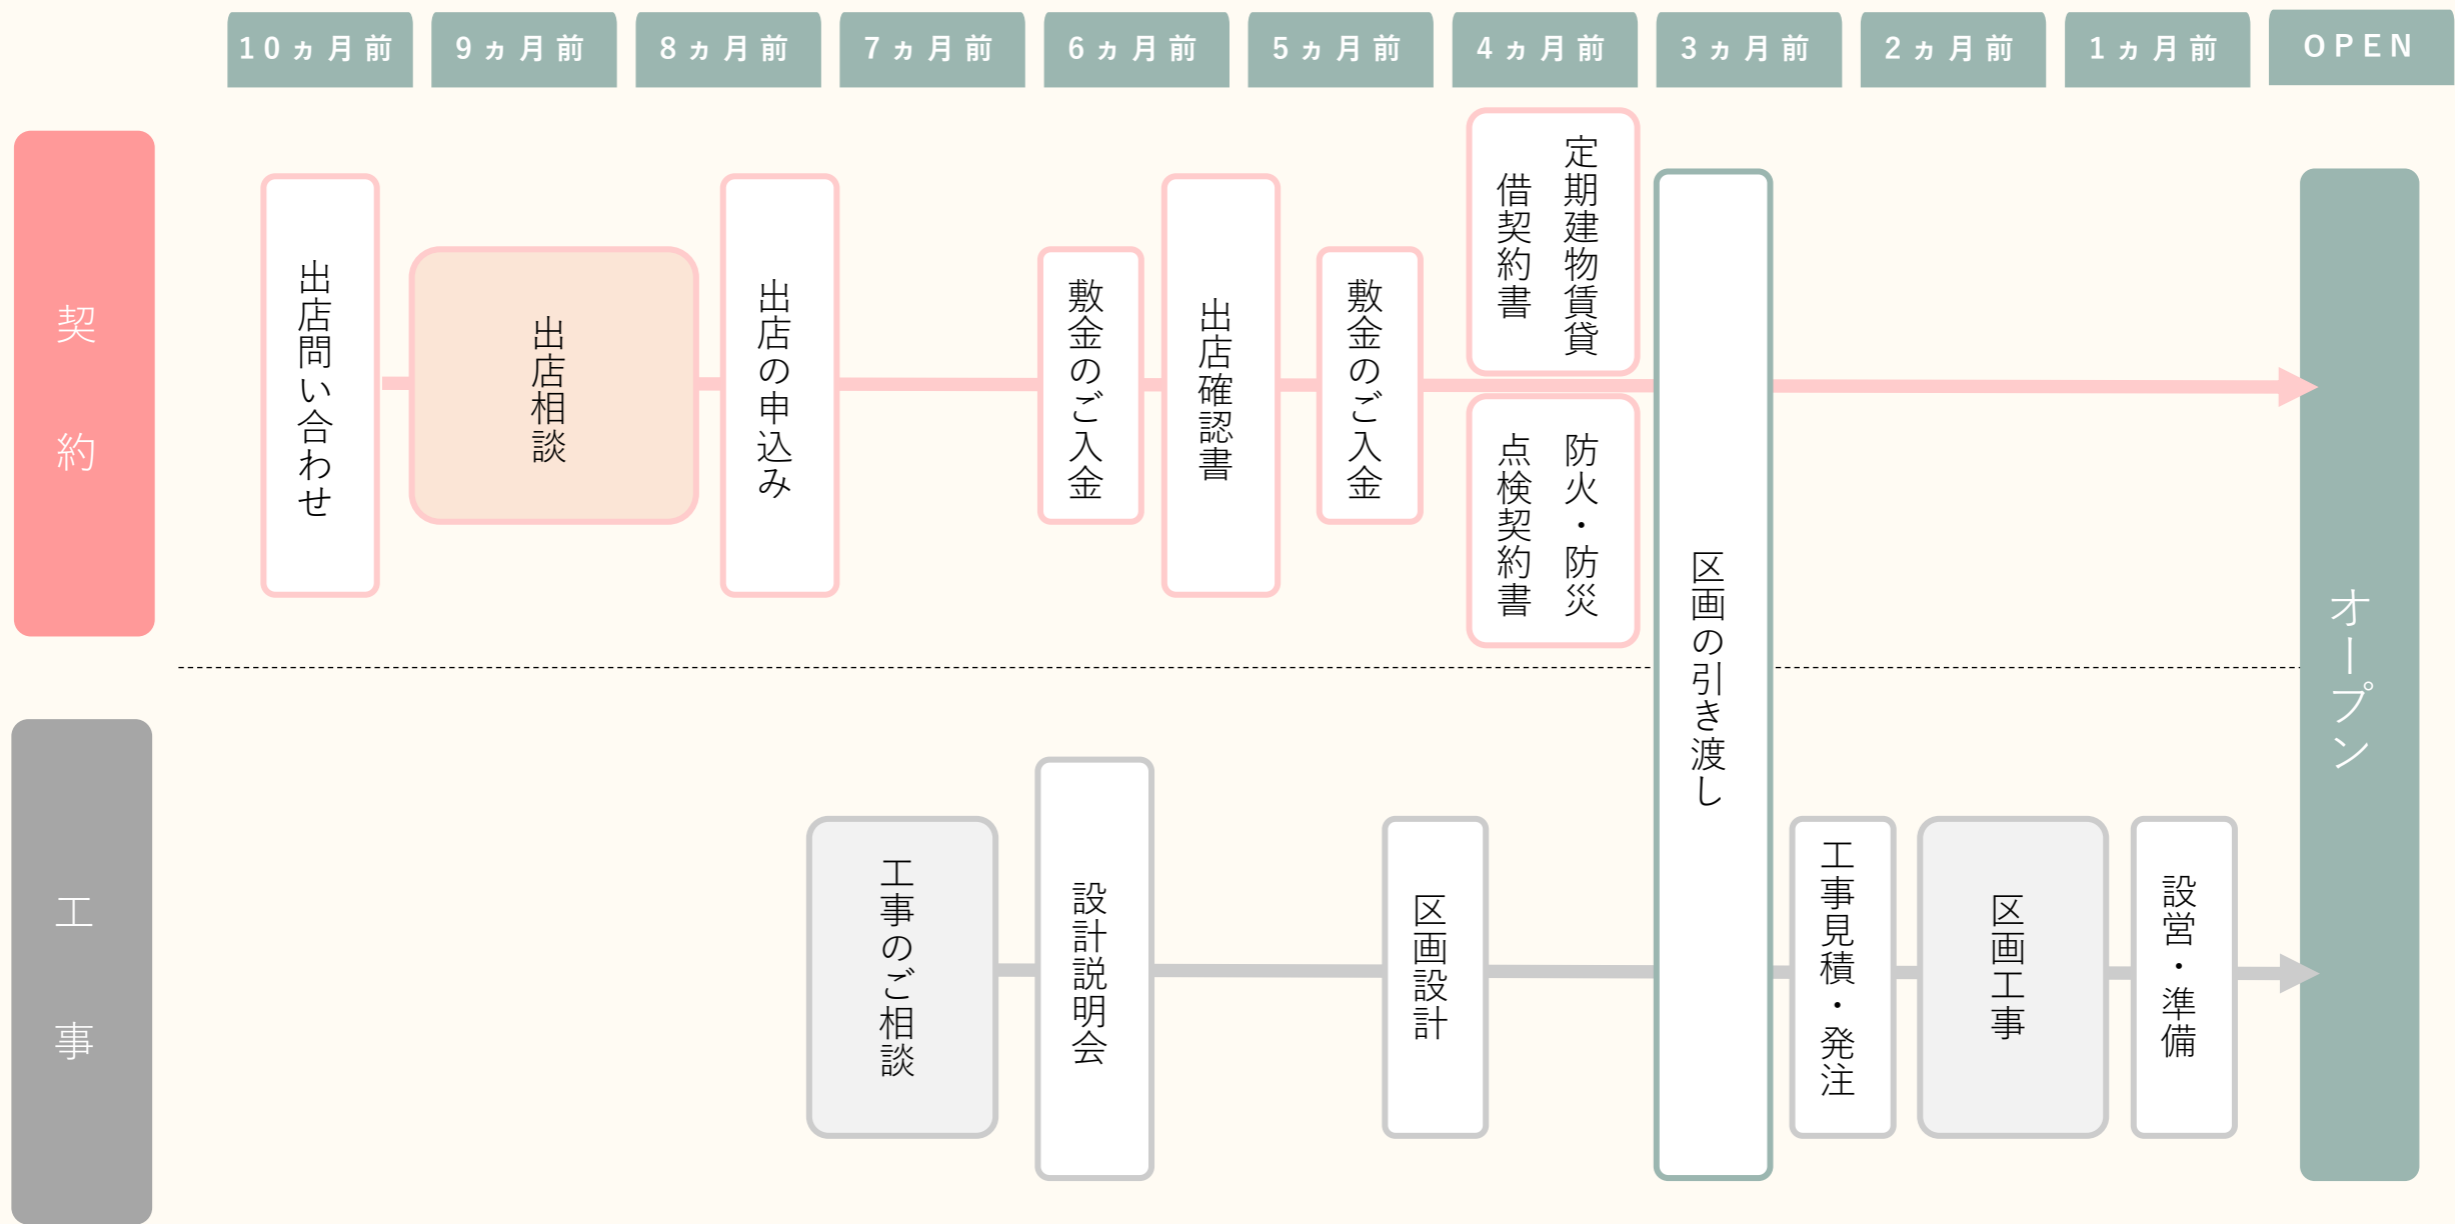 10ヵ月前
9ヵ月前
8ヵ月前
7ヵ月前
6ヵ月前
5ヵ月前
4ヵ月前
3ヵ月前
2ヵ月前
1ヵ月前
OPEN
契約
出店問い合わせ
出店相談
出店の申込み
敷金のご入金
出店確認書
敷金のご入金
定期建物賃貸
借契約書
防火・防災
点検契約書
区画の引き渡し
オープン
工事
工事のご相談
設計説明会
区画設計
工事見積・発注
区画工事
設営・準備